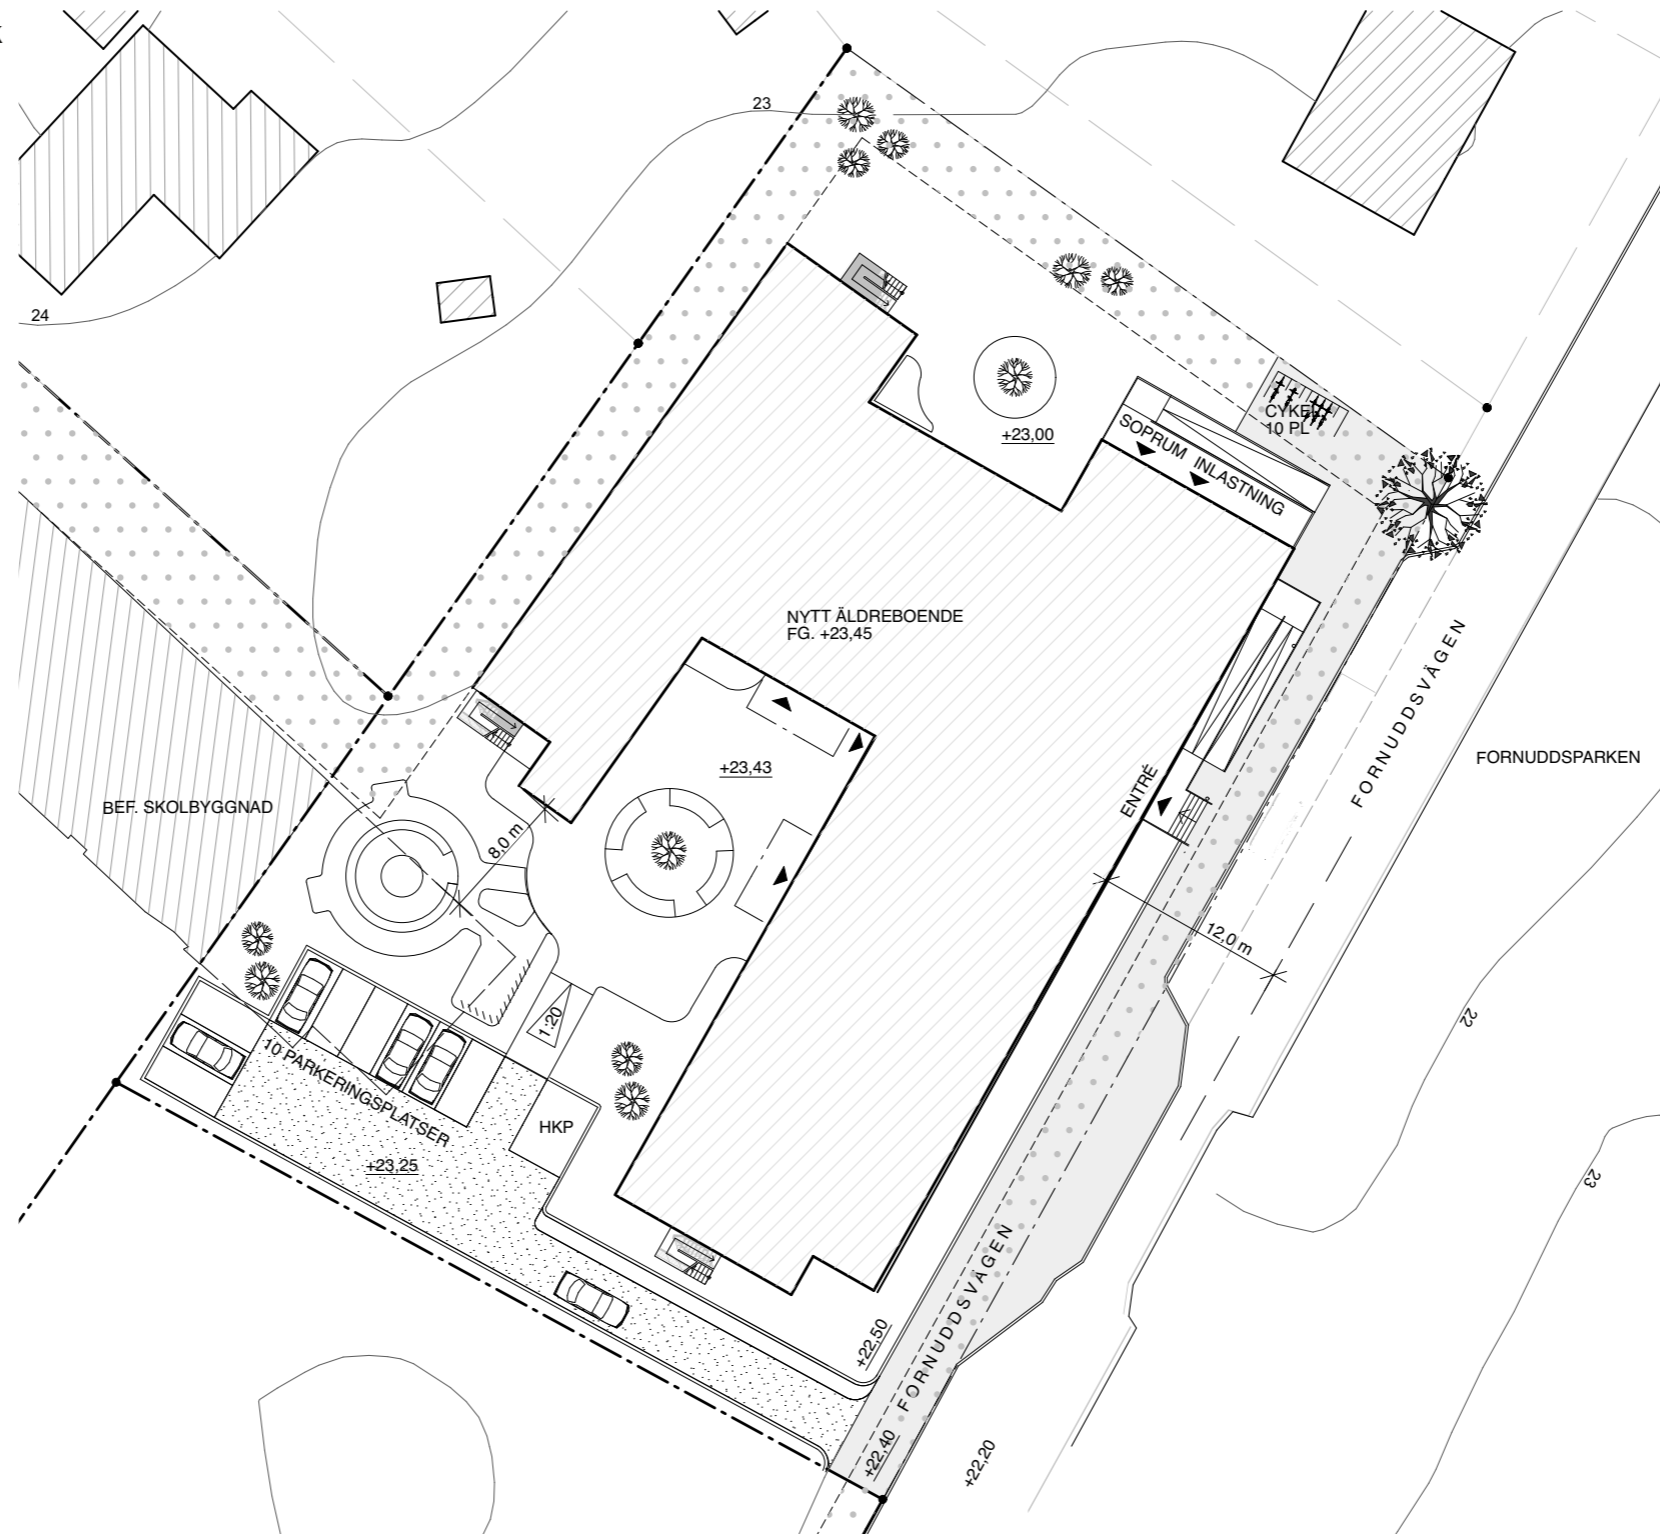 K
23
24
+23,00
CYKEL
10 PL
SOPRUM INLASTNING
NYTT ÄLDREBOENDE
FG. +23,45
FORNUDDSVÄGEN
FORNUDDSPARKEN
+23,43
ENTRÉ
BEF. SKOLBYGGNAD
8,0 m
12,0 m
22
1:20
10 PARKERINGSPLATSER
HKP
+23,25
23
FORNUDDSVÄGEN
+22,50
+22,40
+22,20